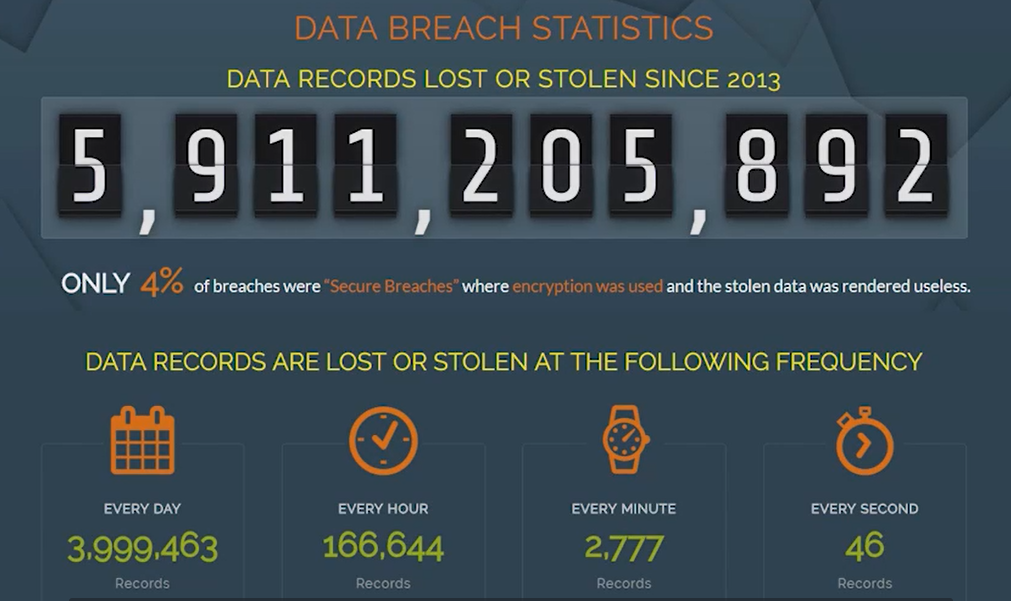 DATA BREACH STATISTICS
DATA RECORDS LOST OR STOLEN SINCE 2013
5,911,205,892
ONLY 4% of breaches were "Secure Breaches" where encryption was used and the stolen data was rendered useless.
DATA RECORDS ARE LOST OR STOLEN AT THE FOLLOWING FREQUENCY
EVERY DAY EVERY HOUR EVERY MINUTE EVERY SECOND
3,999,463 166,644 2,777 46
Records Records Records Records